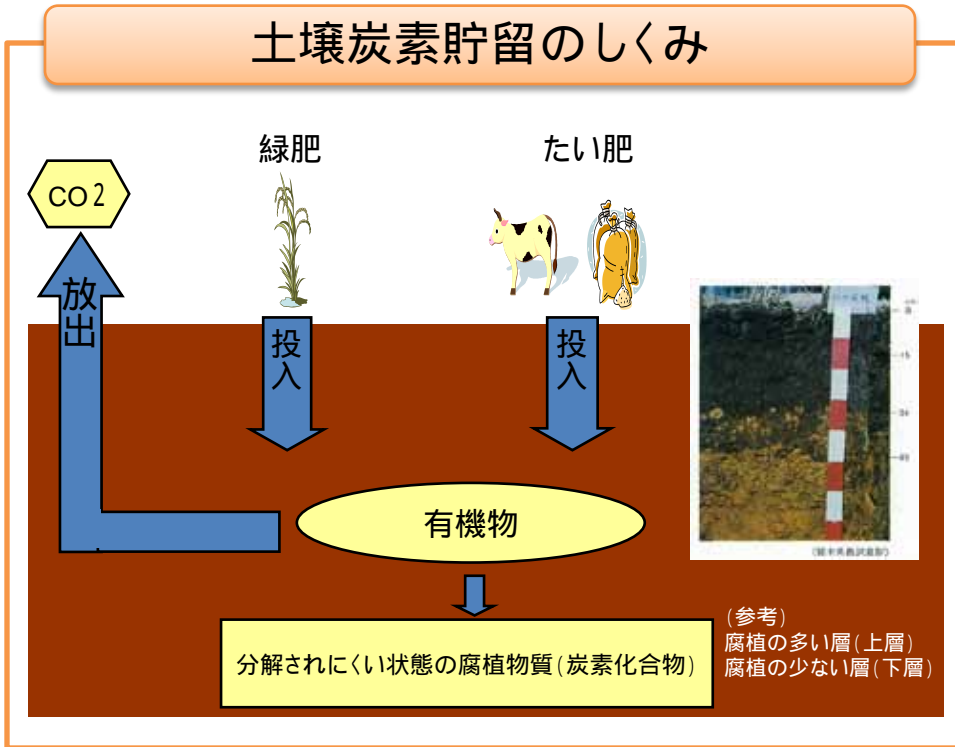 土壌炭素貯留のしくみ
緑肥
たい肥
CO2
放出
投入
投入
有機物
分解されにくい状態の腐植物質(炭素化合物)
(参考)
腐植の多い層(上層)
腐植の少ない層(下層)